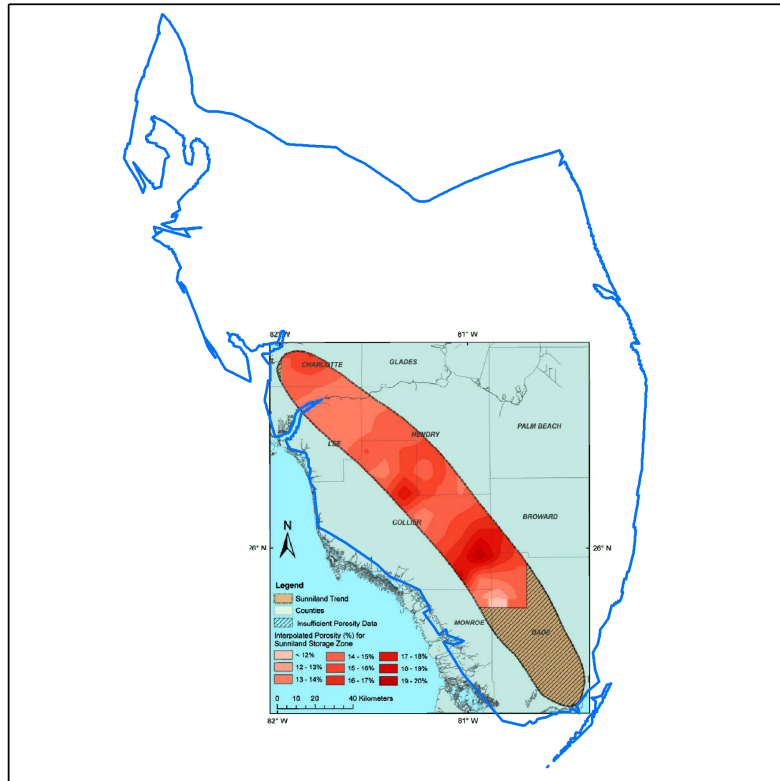 82° W 81° W
CHARLOTTE
GLADES
PALM BEACH
HENDRY
LEE
COLLIER
BROWARD
N
26° N 26° N
MONROE
DADE
Legend
Sunniland Trend
Counties
Insufficient Porosity Data
Interpolated Porosity (%) for
Sunniland Storage Zone
< 12% 14 - 15% 17 - 18%
12 - 13% 15 - 16% 18 - 19%
13 - 14% 16 - 17% 19 - 20%
0 10 20 40 Kilometers
82° W 81° W